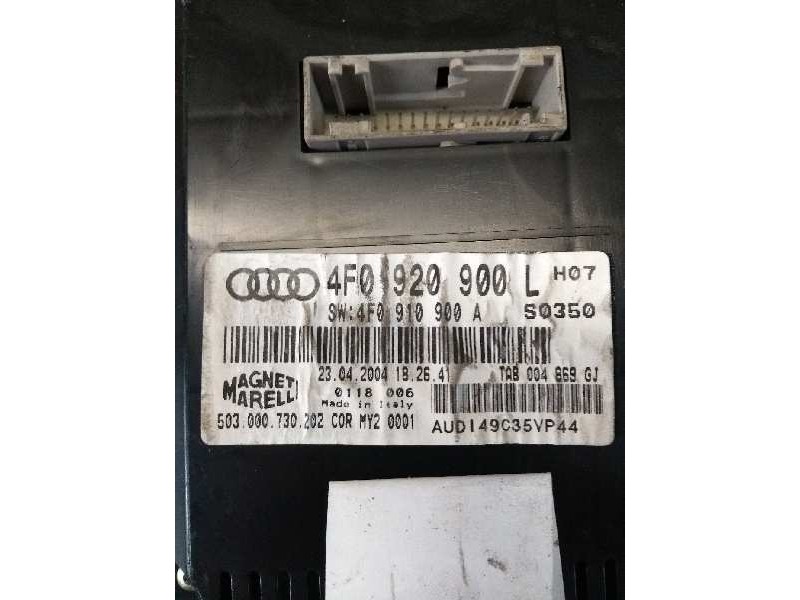 4F0 920 900 L H07
SW:4F0 910 900 A S0350
23.04.2004 18.26.41 TAB 004 869 GJ
MAGNETI
MARELLI
0118 006
Made in Italy
503.000.730.202 COR MY2 0001
AUDI49C35VP44